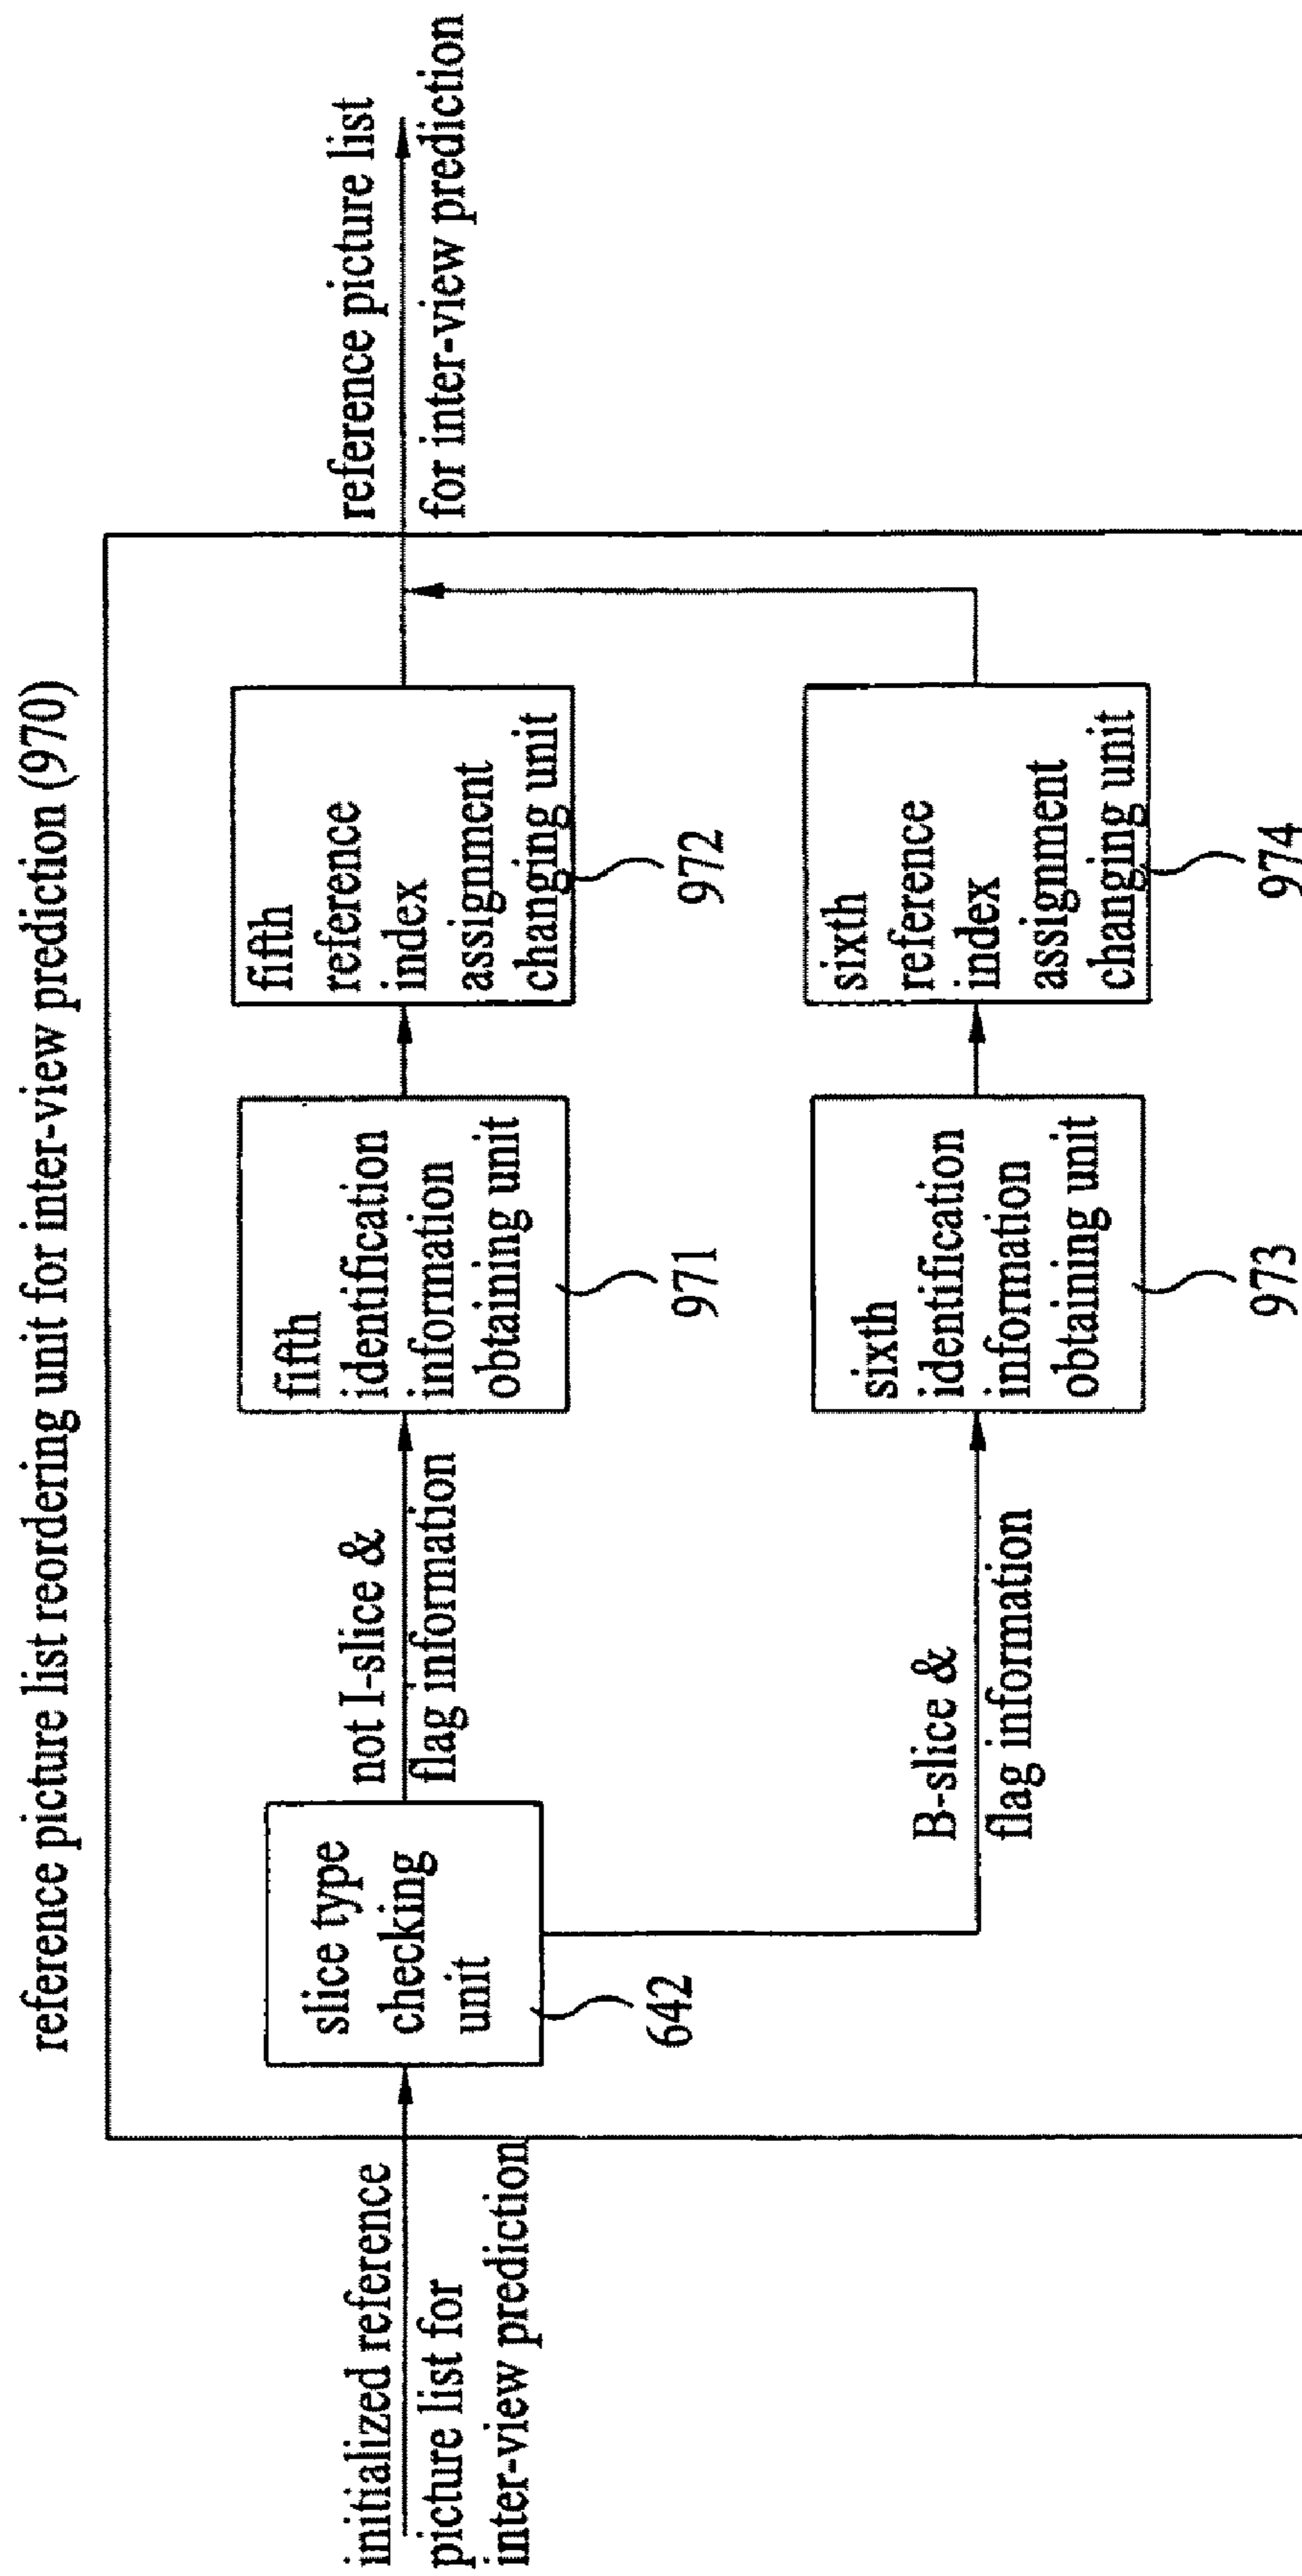 reference picture list reordering unit for inter-view prediction (970)
initialized reference
picture list for
inter-view prediction
slice type
checking
unit
642
not I-slice &
flag information
fifth
identification
information
obtaining unit
971
fifth
reference
index
assignment
changing unit
972
reference picture list
for inter-view prediction
B-slice &
flag information
sixth
identification
information
obtaining unit
973
sixth
reference
index
assignment
changing unit
974